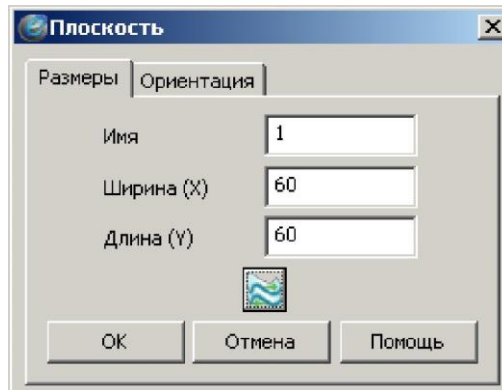 Плоскость
Размеры Ориентация
Имя 1
Ширина (X) 60
Длина (Y) 60
OK Отмена Помощь